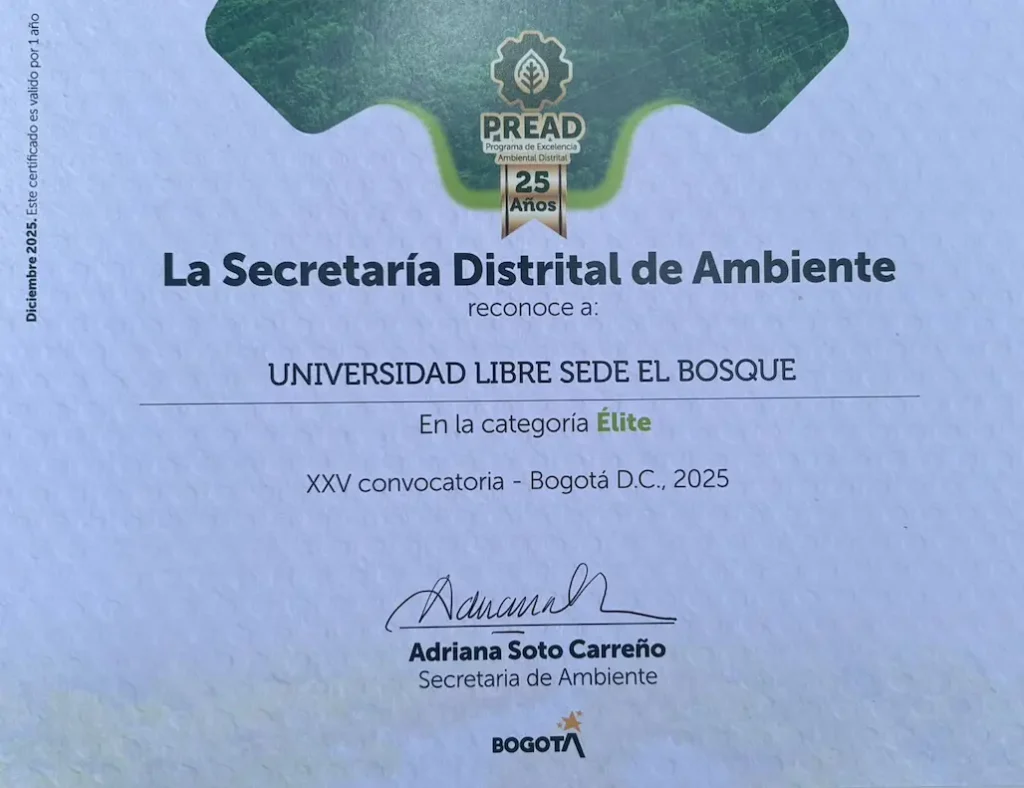 PREAD
Programa de Excelencia
Ambiental Distrital
25
Años
La Secretaría Distrital de Ambiente
reconoce a:
UNIVERSIDAD LIBRE SEDE EL BOSQUE
En la categoría Élite
XXV convocatoria - Bogotá D.C., 2025
Adriana Soto Carreño
Secretaria de Ambiente
BOGOTÁ
Diciembre 2025. Este certificado es valido por 1 año